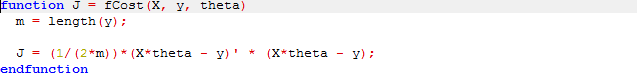 function J = fCost(X, y, theta)
  m = length(y);

  J = (1/(2*m))*(X*theta - y)' * (X*theta - y);
endfunction